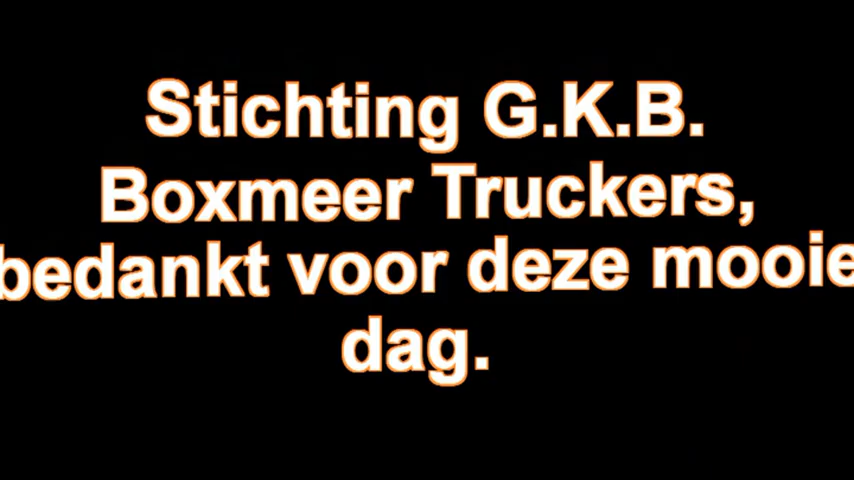 Stichting G.K.B.
Boxmeer Truckers,
bedankt voor deze mooie
dag.